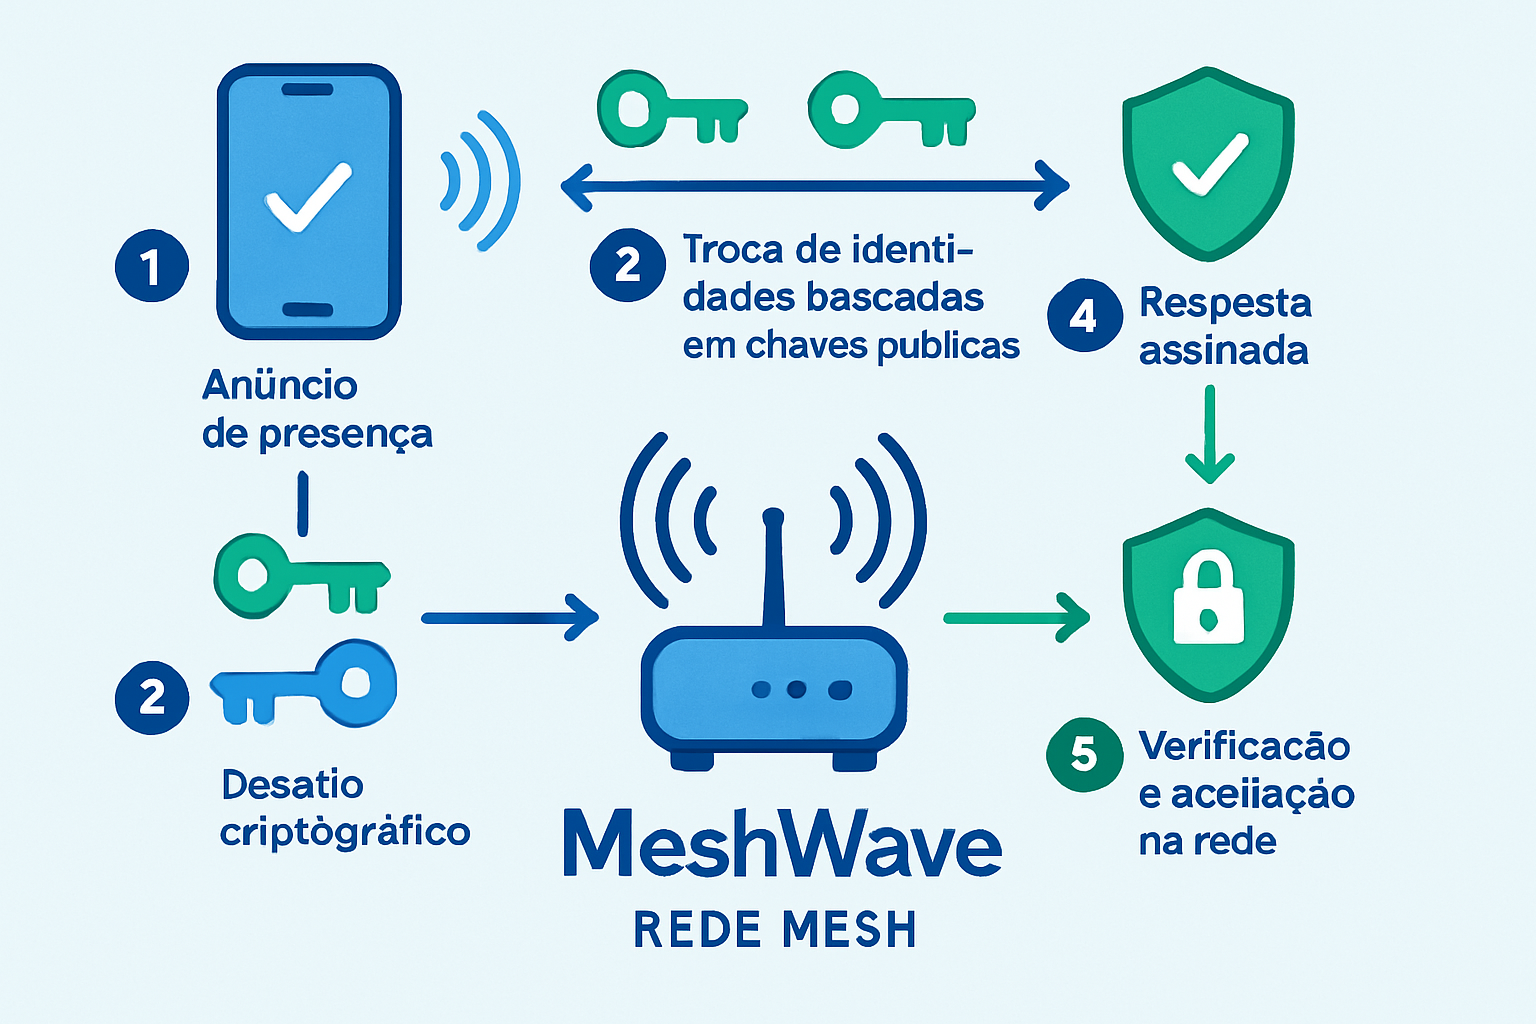 1
Anüncio
de presença
2
Troca de identi-
dades bascadas
em chaves publicas
4
Respesta
assinada
2
Desatio
criptògráfico
5
Verificacão
e aceiiaçáo
na rede
MeshWave
REDE MESH